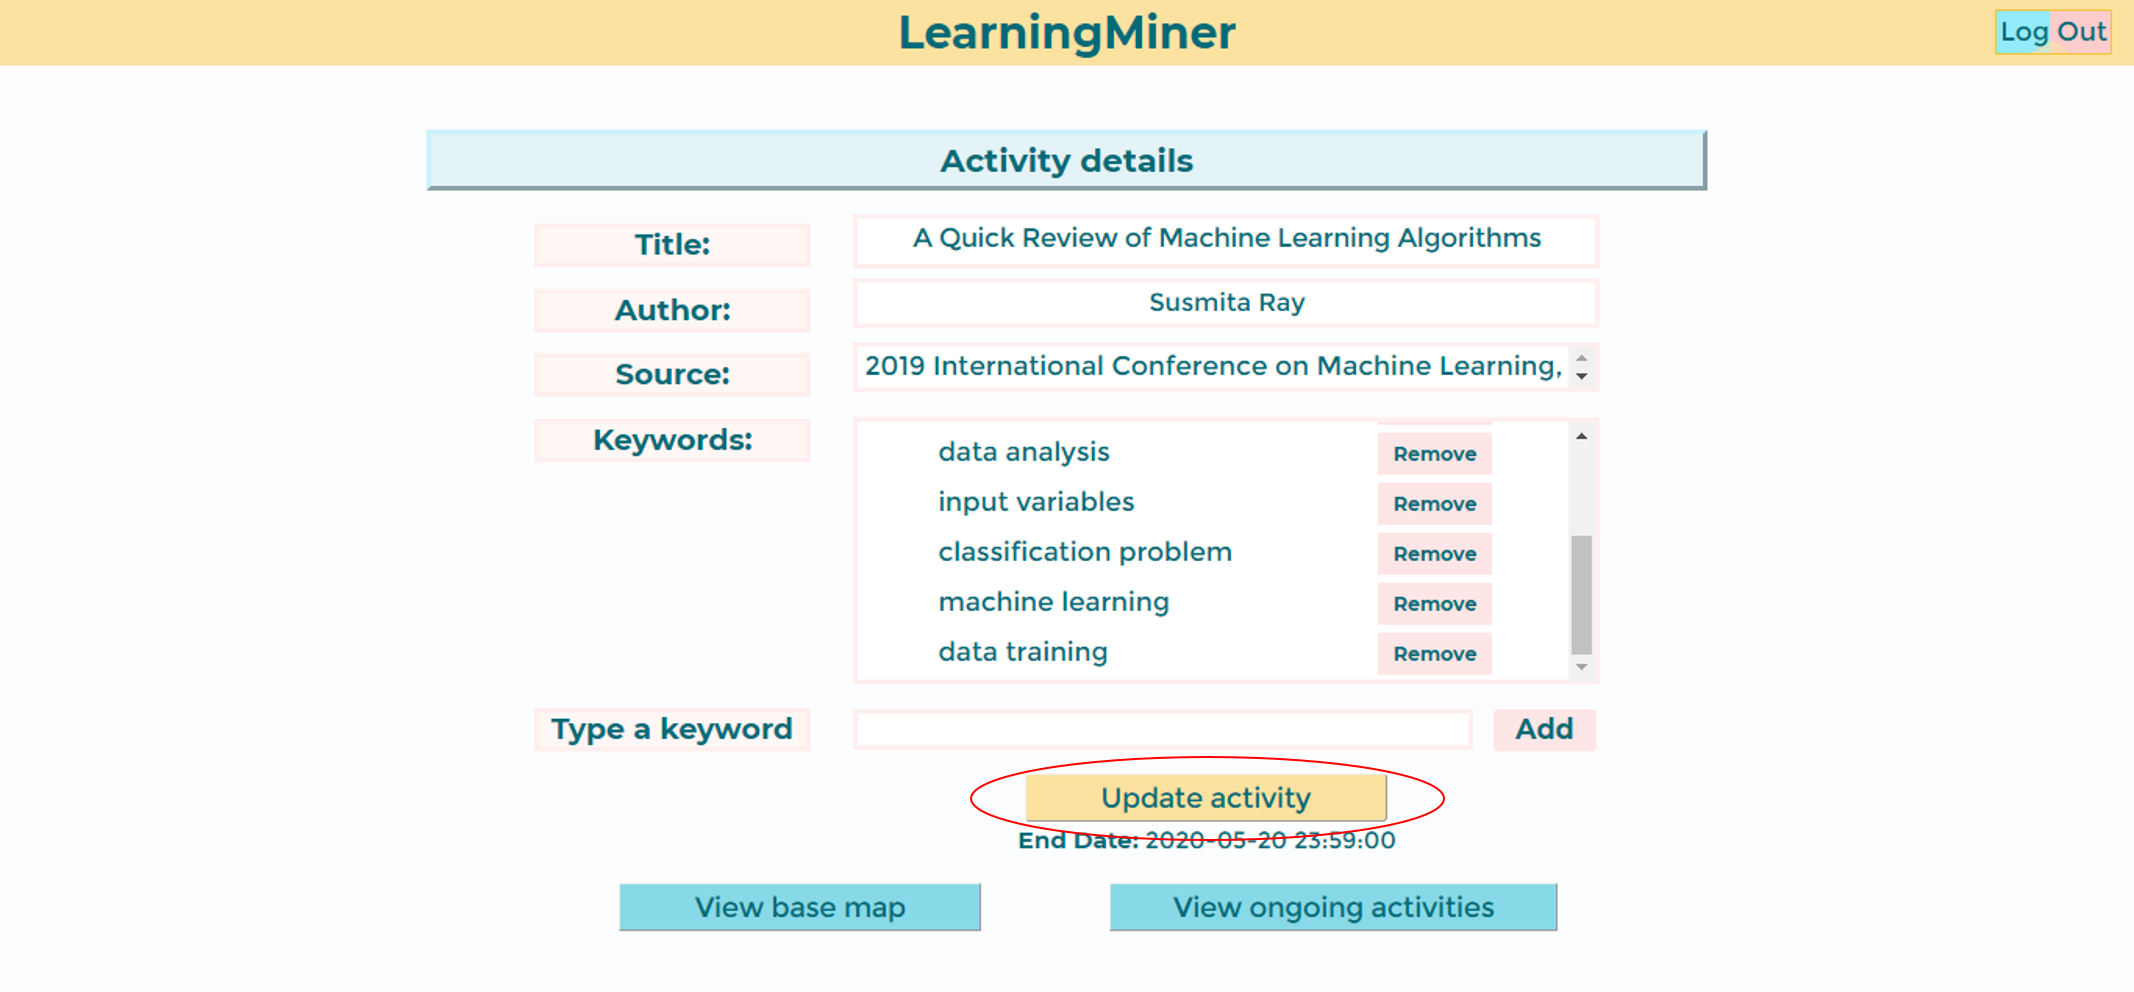 LearningMiner
Log Out
Activity details
Title:
A Quick Review of Machine Learning Algorithms
Author:
Susmita Ray
Source:
2019 International Conference on Machine Learning,
Keywords:
data analysis Remove
input variables Remove
classification problem Remove
machine learning Remove
data training Remove
Type a keyword
Add
Update activity
End Date: 2020-05-20 23:59:00
View base map
View ongoing activities